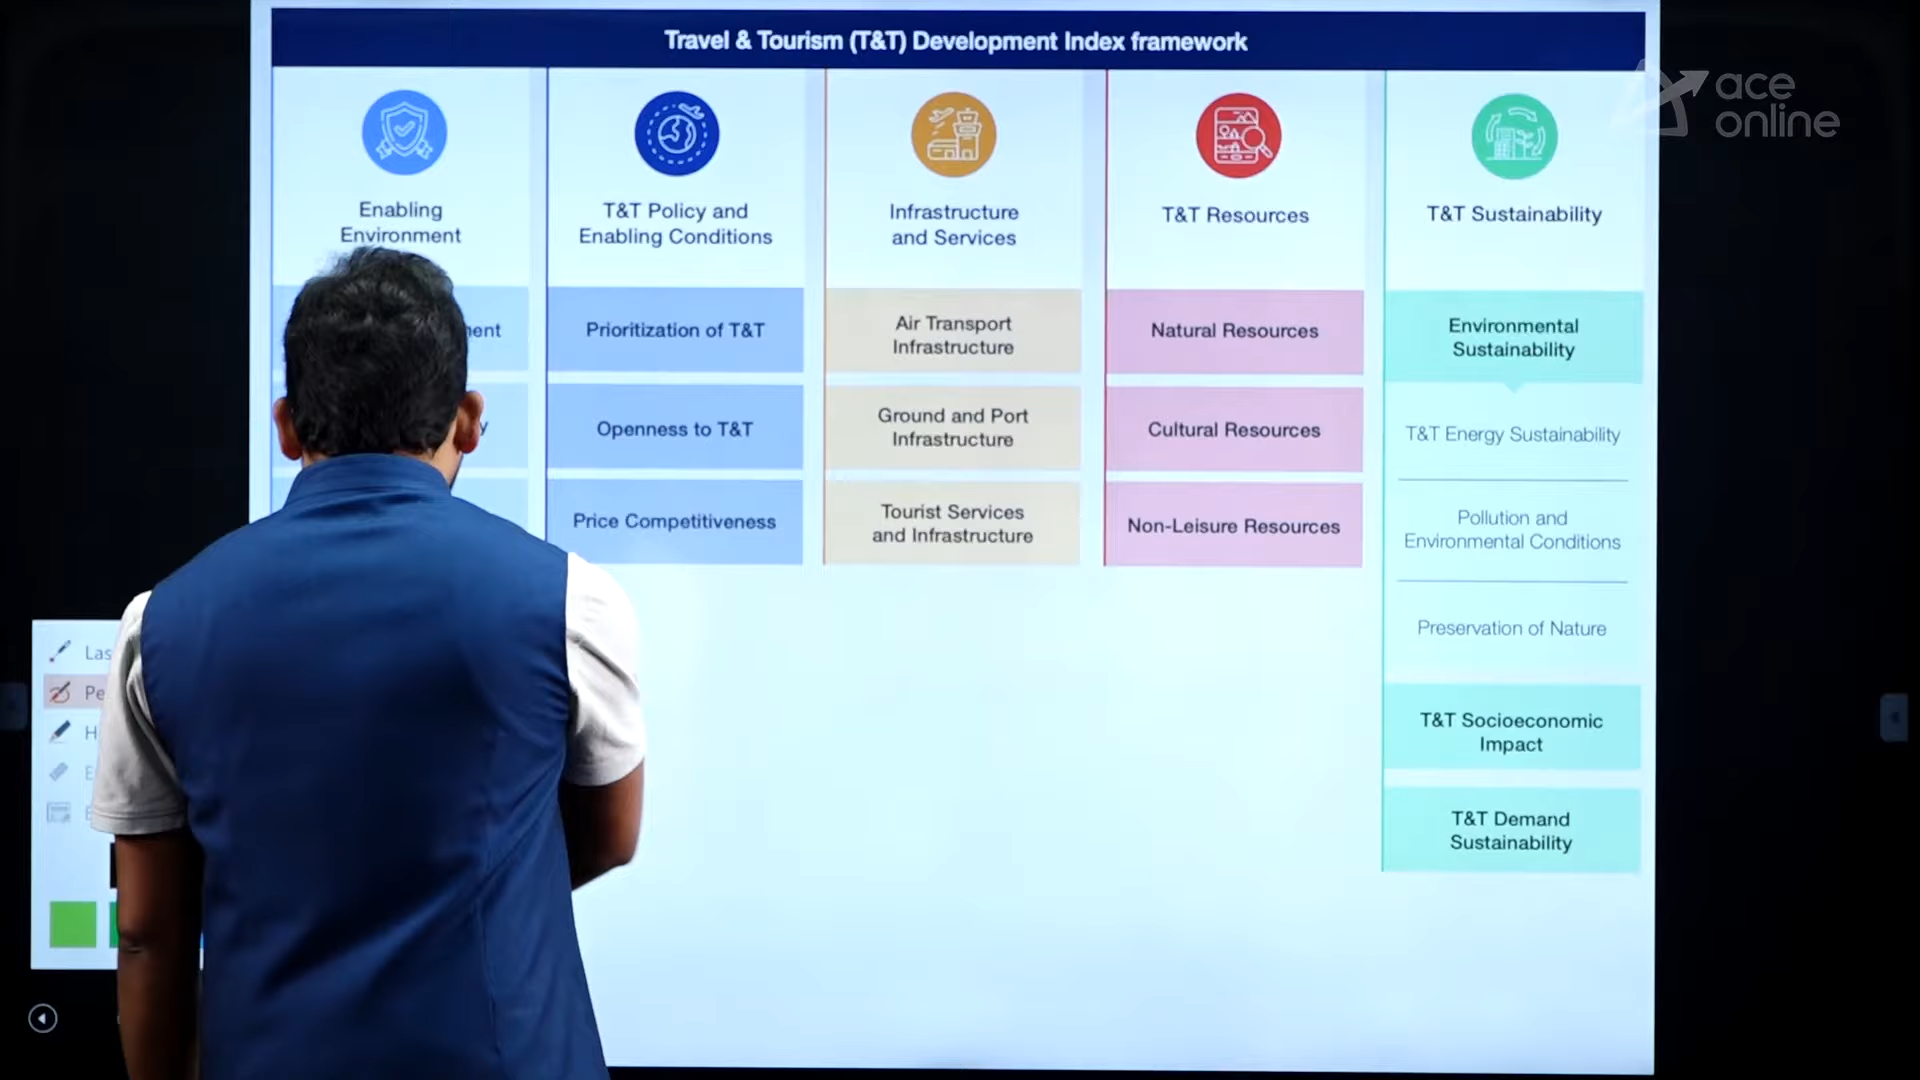 Travel & Tourism (T&T) Development Index framework
ace
online
Enabling
Environment
T&T Policy and
Enabling Conditions
Prioritization of T&T
Openness to T&T
Price Competitiveness
Infrastructure
and Services
Air Transport
Infrastructure
Ground and Port
Infrastructure
Tourist Services
and Infrastructure
T&T Resources
Natural Resources
Cultural Resources
Non-Leisure Resources
T&T Sustainability
Environmental
Sustainability
T&T Energy Sustainability
Pollution and
Environmental Conditions
Preservation of Nature
T&T Socioeconomic
Impact
T&T Demand
Sustainability